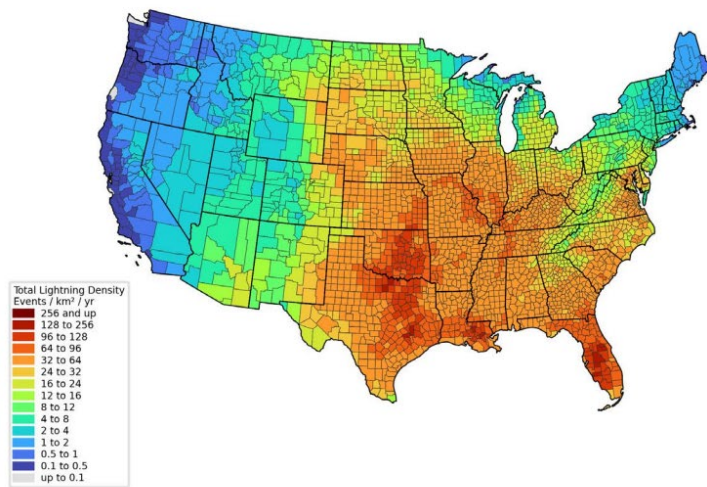 Total Lightning Density
Events / km² / yr
256 and up
128 to 256
96 to 128
64 to 96
32 to 64
24 to 32
16 to 24
12 to 16
8 to 12
4 to 8
2 to 4
1 to 2
0.5 to 1
0.1 to 0.5
up to 0.1